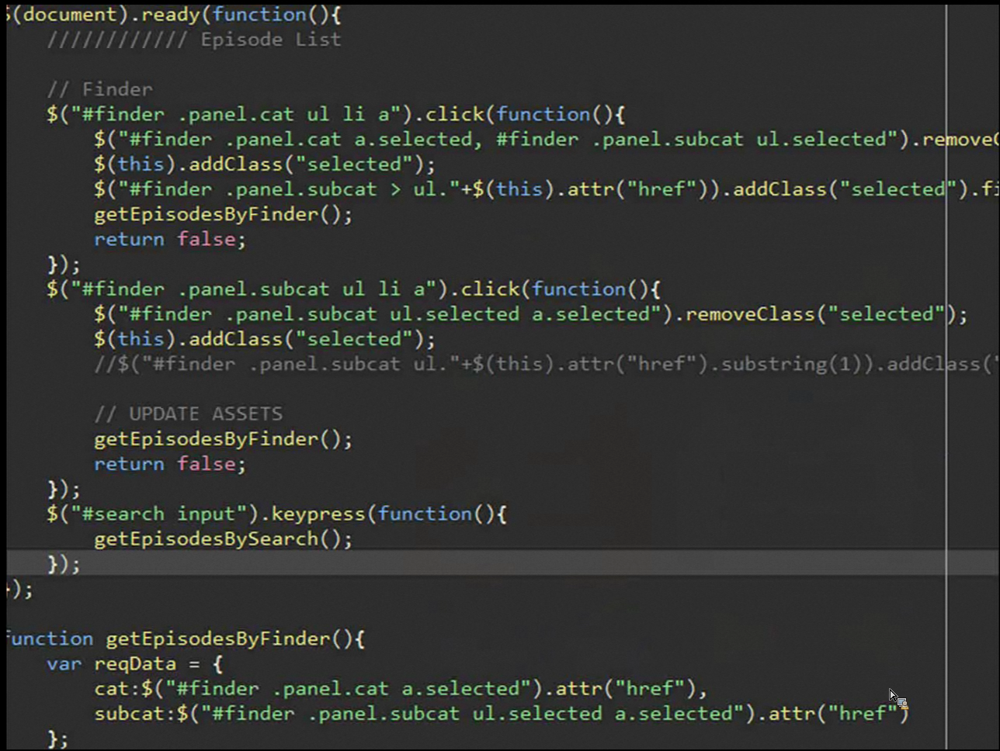 $(document).ready(function(){
//////////// Episode List
// Finder
$("#finder .panel.cat ul li a").click(function(){
$("#finder .panel.cat a.selected, #finder .panel.subcat ul.selected").removeC
$(this).addClass("selected");
$("#finder .panel.subcat > ul."+$(this).attr("href")).addClass("selected").fi
getEpisodesByFinder();
return false;
});
$("#finder .panel.subcat ul li a").click(function(){
$("#finder .panel.subcat ul.selected a.selected").removeClass("selected");
$(this).addClass("selected");
//$("#finder .panel.subcat ul."+$(this).attr("href").substring(1)).addClass("
// UPDATE ASSETS
getEpisodesByFinder();
return false;
});
$("#search input").keypress(function(){
getEpisodesBySearch();
});
});
function getEpisodesByFinder(){
var reqData = {
cat:$("#finder .panel.cat a.selected").attr("href"),
subcat:$("#finder .panel.subcat ul.selected a.selected").attr("href")
};